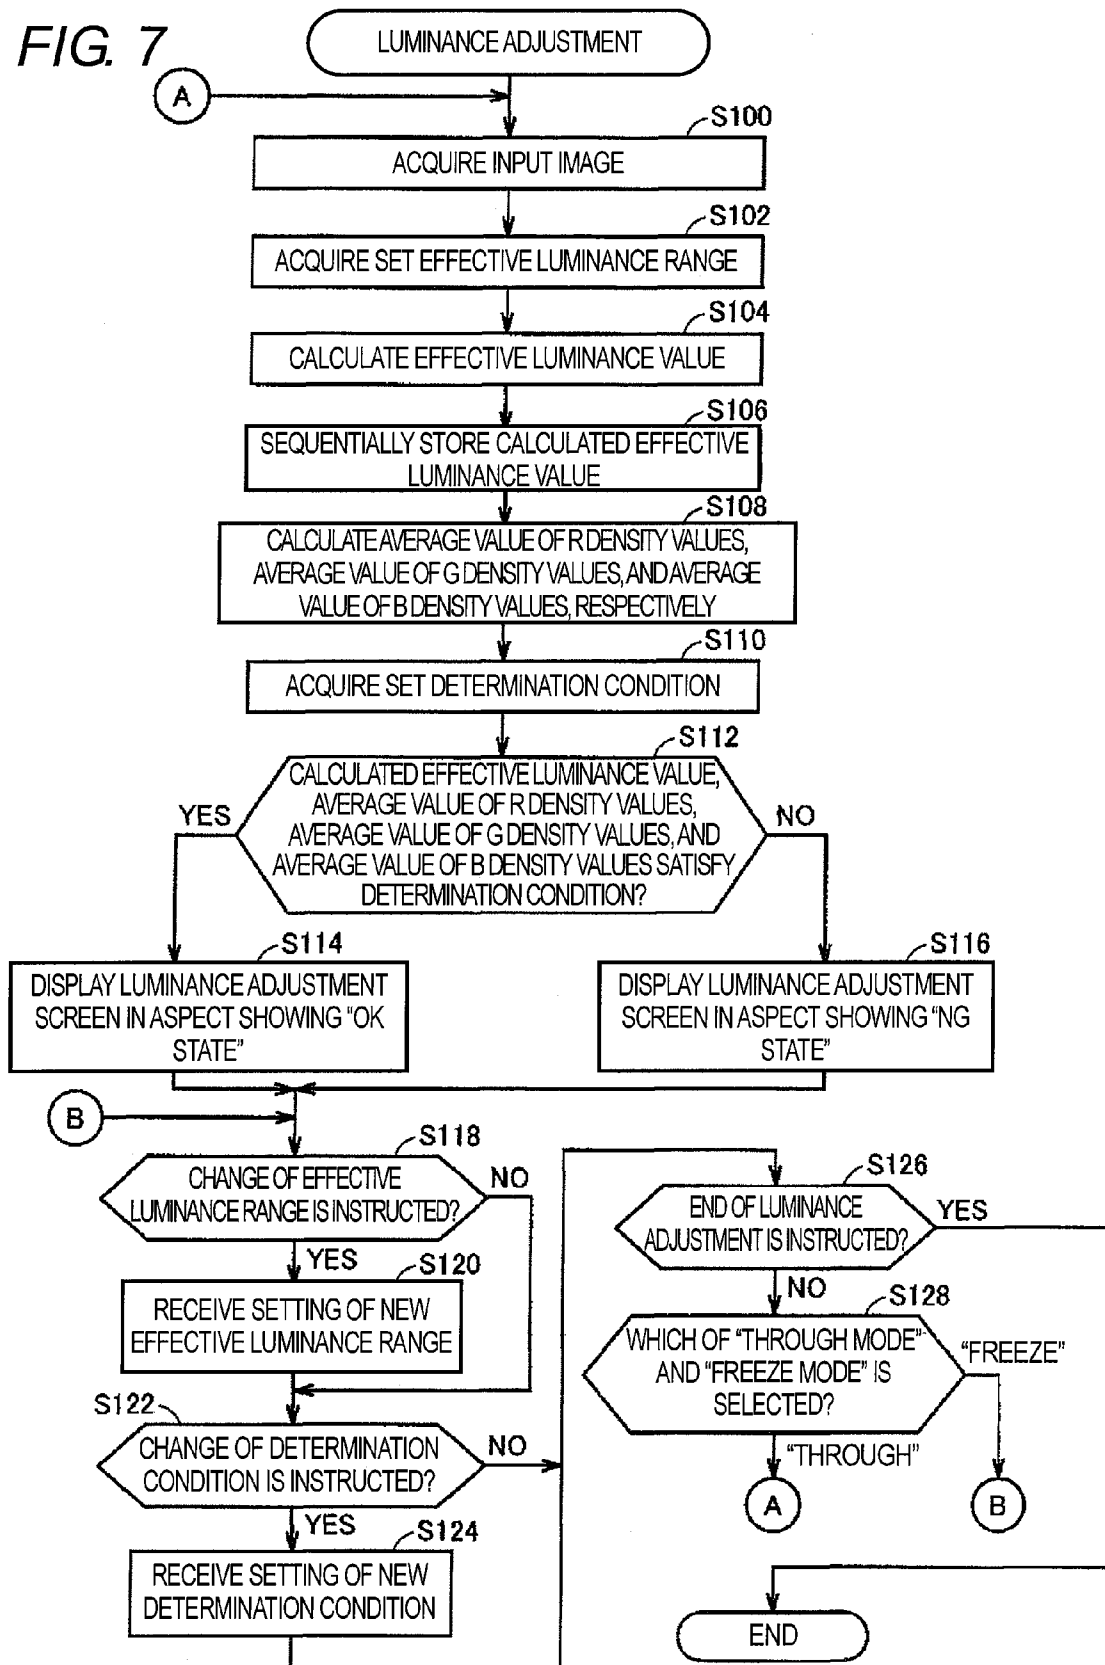 FIG. 7
LUMINANCE ADJUSTMENT
A
S100
ACQUIRE INPUT IMAGE
S102
ACQUIRE SET EFFECTIVE LUMINANCE RANGE
S104
CALCULATE EFFECTIVE LUMINANCE VALUE
S106
SEQUENTIALLY STORE CALCULATED EFFECTIVE
LUMINANCE VALUE
S108
CALCULATE AVERAGE VALUE OF R DENSITY VALUES,
AVERAGE VALUE OF G DENSITY VALUES, AND AVERAGE
VALUE OF B DENSITY VALUES, RESPECTIVELY
S110
ACQUIRE SET DETERMINATION CONDITION
S112
CALCULATED EFFECTIVE LUMINANCE VALUE,
AVERAGE VALUE OF R DENSITY VALUES,
AVERAGE VALUE OF G DENSITY VALUES, AND
AVERAGE VALUE OF B DENSITY VALUES SATISFY
DETERMINATION CONDITION?
YES
NO
S114
DISPLAY LUMINANCE ADJUSTMENT
SCREEN IN ASPECT SHOWING "OK
STATE"
S116
DISPLAY LUMINANCE ADJUSTMENT
SCREEN IN ASPECT SHOWING "NG
STATE"
B
S118
CHANGE OF EFFECTIVE
LUMINANCE RANGE IS INSTRUCTED?
NO
YES
S120
RECEIVE SETTING OF NEW
EFFECTIVE LUMINANCE RANGE
S122
CHANGE OF DETERMINATION
CONDITION IS INSTRUCTED?
NO
YES
S124
RECEIVE SETTING OF NEW
DETERMINATION CONDITION
S126
END OF LUMINANCE
ADJUSTMENT IS INSTRUCTED?
YES
NO
S128
WHICH OF "THROUGH MODE"
AND "FREEZE MODE" IS
SELECTED?
"FREEZE"
"THROUGH"
A
B
END